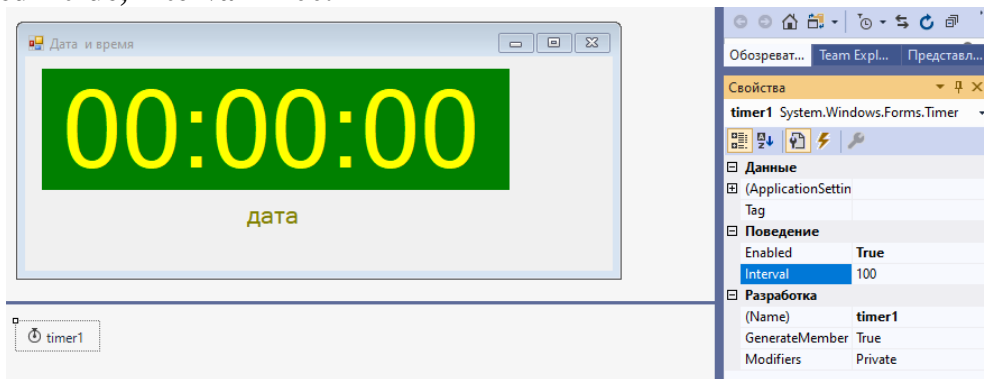 Дата и время
00:00:00
дата
timer1
Обозреват... Team Expl... Представл...
Свойства
timer1 System.Windows.Forms.Timer
Данные
(ApplicationSettin
Tag
Поведение
Enabled True
Interval 100
Разработка
(Name) timer1
GenerateMember True
Modifiers Private